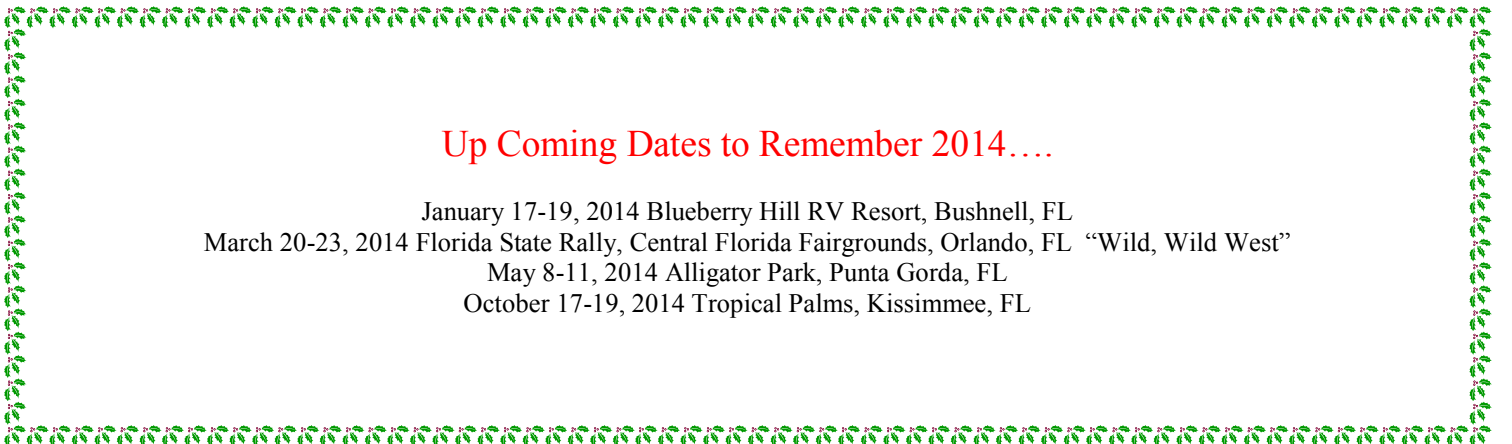 Up Coming Dates to Remember 2014….
January 17-19, 2014 Blueberry Hill RV Resort, Bushnell, FL
March 20-23, 2014 Florida State Rally, Central Florida Fairgrounds, Orlando, FL  “Wild, Wild West”
May 8-11, 2014 Alligator Park, Punta Gorda, FL
October 17-19, 2014 Tropical Palms, Kissimmee, FL